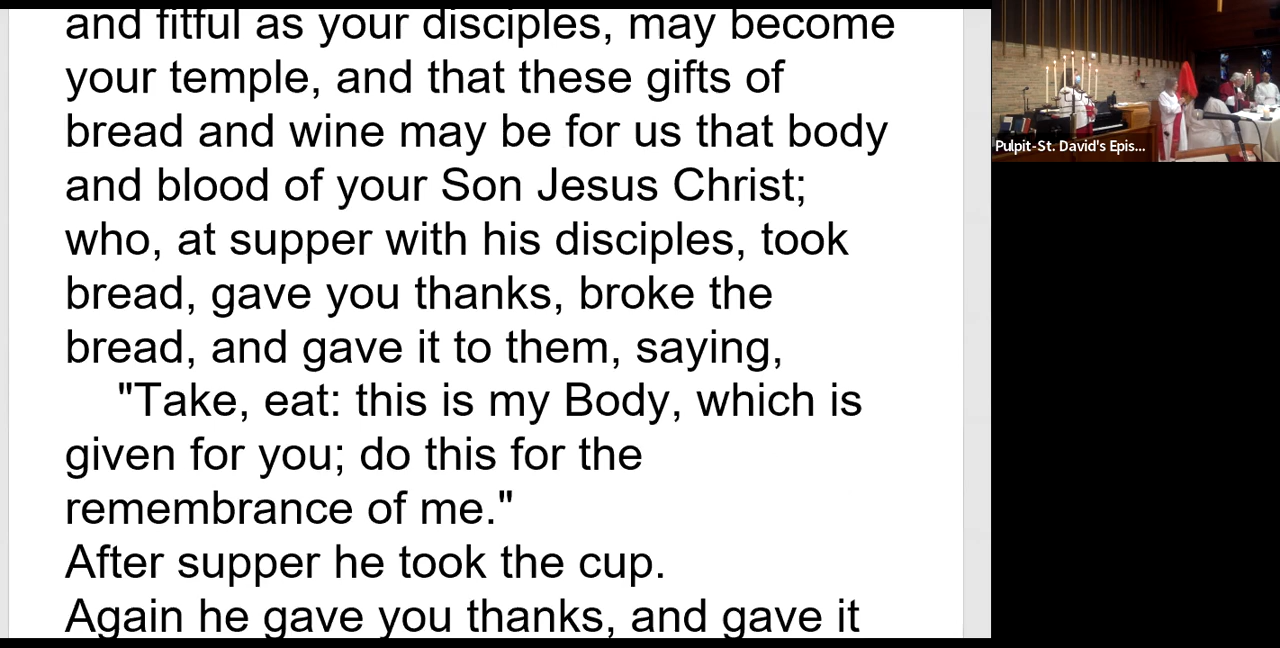 and fitful as your disciples, may become
your temple, and that these gifts of
bread and wine may be for us that body
and blood of your Son Jesus Christ;
who, at supper with his disciples, took
bread, gave you thanks, broke the
bread, and gave it to them, saying,
"Take, eat: this is my Body, which is
given for you; do this for the
remembrance of me."
After supper he took the cup.
Again he gave you thanks, and gave it
Pulpit-St. David's Epis...